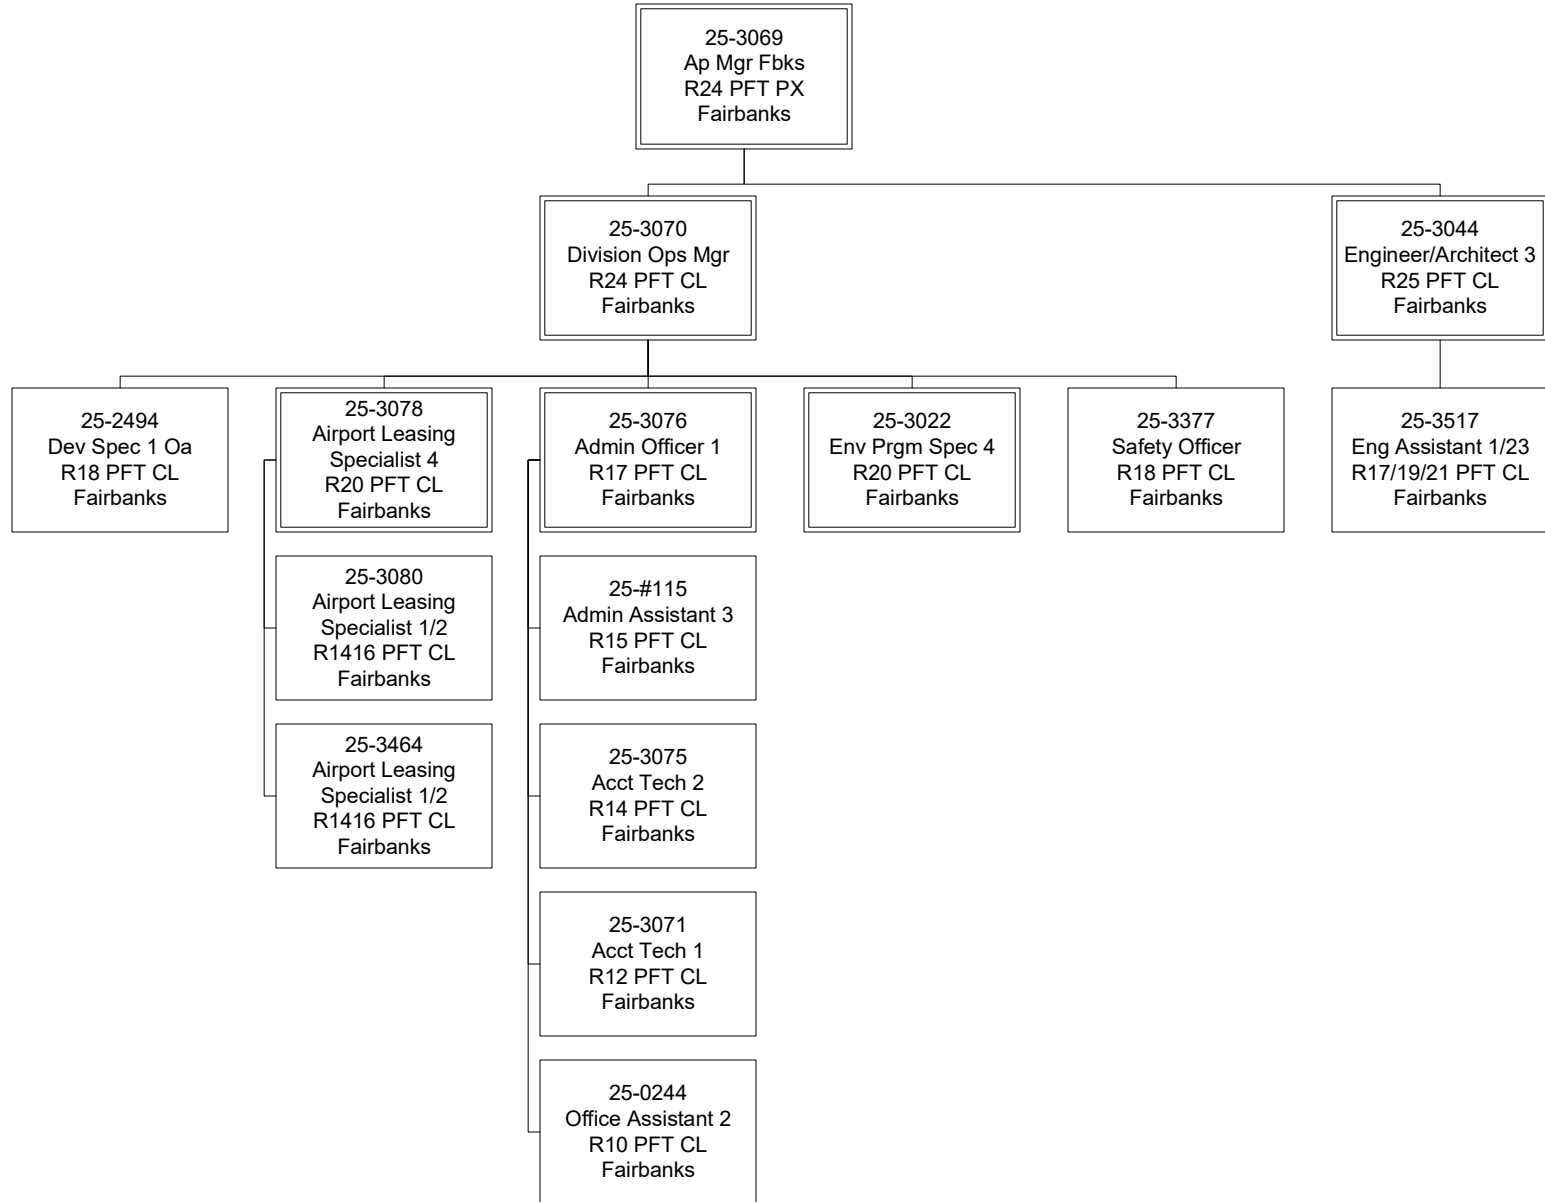 25-3069
Ap Mgr Fbks
R24 PFT PX
Fairbanks
25-3070
Division Ops Mgr
R24 PFT CL
Fairbanks
25-3044
Engineer/Architect 3
R25 PFT CL
Fairbanks
25-2494
Dev Spec 1 Oa
R18 PFT CL
Fairbanks
25-3078
Airport Leasing
Specialist 4
R20 PFT CL
Fairbanks
25-3076
Admin Officer 1
R17 PFT CL
Fairbanks
25-3022
Env Prgm Spec 4
R20 PFT CL
Fairbanks
25-3377
Safety Officer
R18 PFT CL
Fairbanks
25-3517
Eng Assistant 1/23
R17/19/21 PFT CL
Fairbanks
25-3080
Airport Leasing
Specialist 1/2
R1416 PFT CL
Fairbanks
25-#115
Admin Assistant 3
R15 PFT CL
Fairbanks
25-3464
Airport Leasing
Specialist 1/2
R1416 PFT CL
Fairbanks
25-3075
Acct Tech 2
R14 PFT CL
Fairbanks
25-3071
Acct Tech 1
R12 PFT CL
Fairbanks
25-0244
Office Assistant 2
R10 PFT CL
Fairbanks